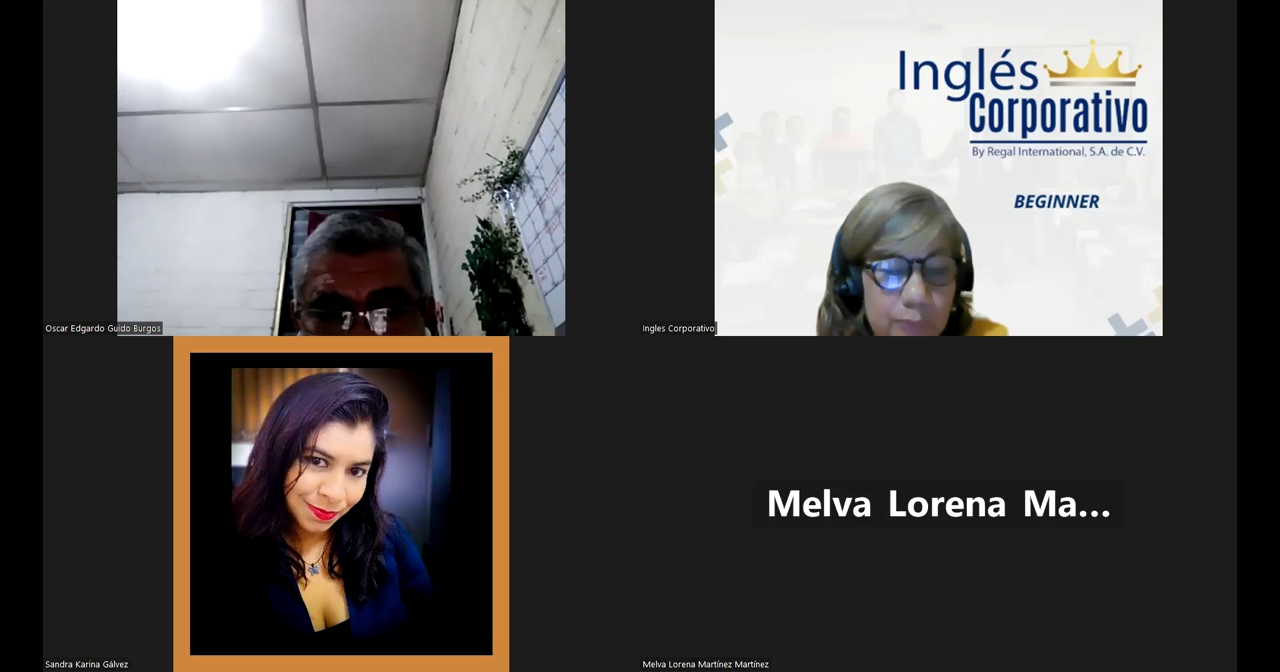 Inglés
Corporativo
By Regal International, S.A. de C.V.
BEGINNER
Oscar Edgardo Guido Burgos
Ingles Corporativo
Melva Lorena Ma...
Sandra Karina Gálvez
Melva Lorena Martínez Martínez